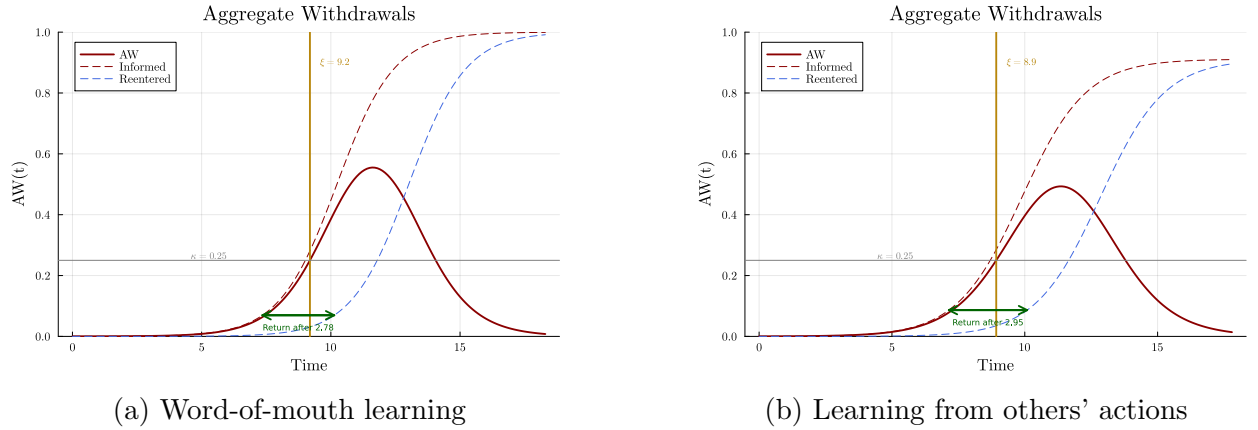 Aggregate Withdrawals
1.0
0.8
0.6
0.4
0.2
0.0
AW(t)
AW
Informed
Reentered
ξ = 9.2
κ = 0.25
Return after 2.78
0
5
10
15
Time
(a) Word-of-mouth learning
Aggregate Withdrawals
1.0
0.8
0.6
0.4
0.2
0.0
AW(t)
AW
Informed
Reentered
ξ = 8.9
κ = 0.25
Return after 2.95
0
5
10
15
Time
(b) Learning from others' actions